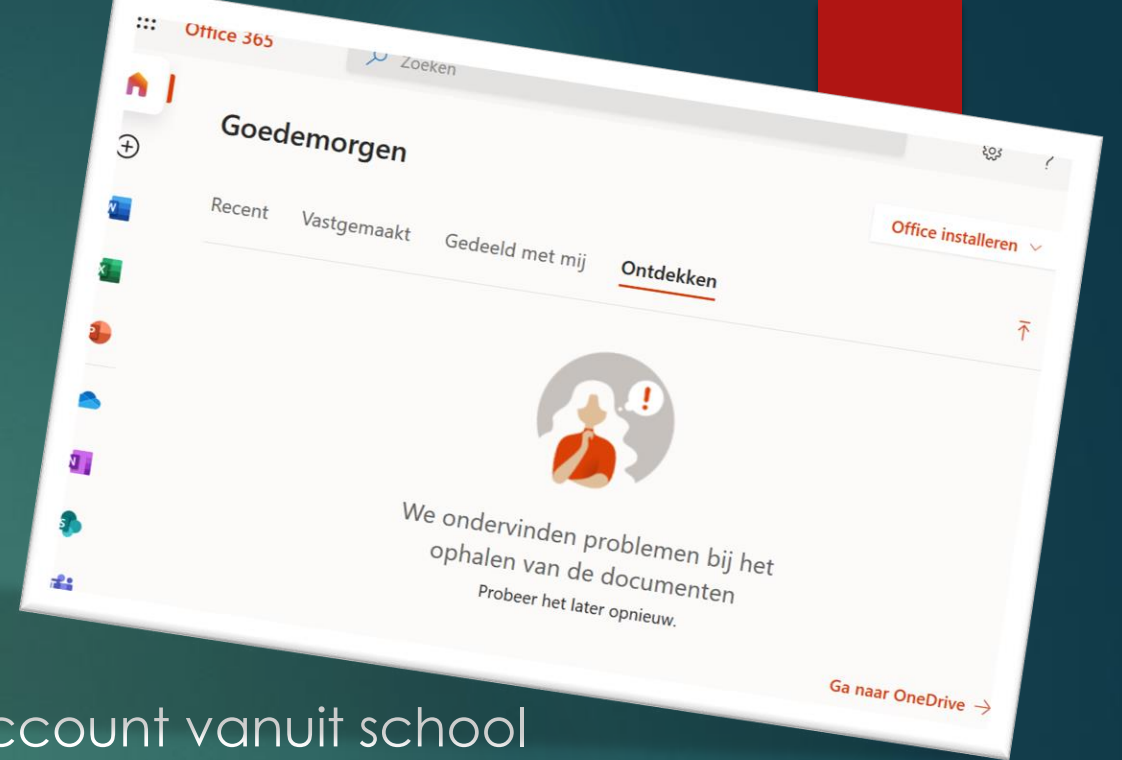 Office 365
Zoeken
Goedemorgen
Office installeren
Recent Vastgemaakt Gedeeld met mij Ontdekken
We ondervinden problemen bij het
ophalen van de documenten
Probeer het later opnieuw.
Ga naar OneDrive →
ccount vanuit school